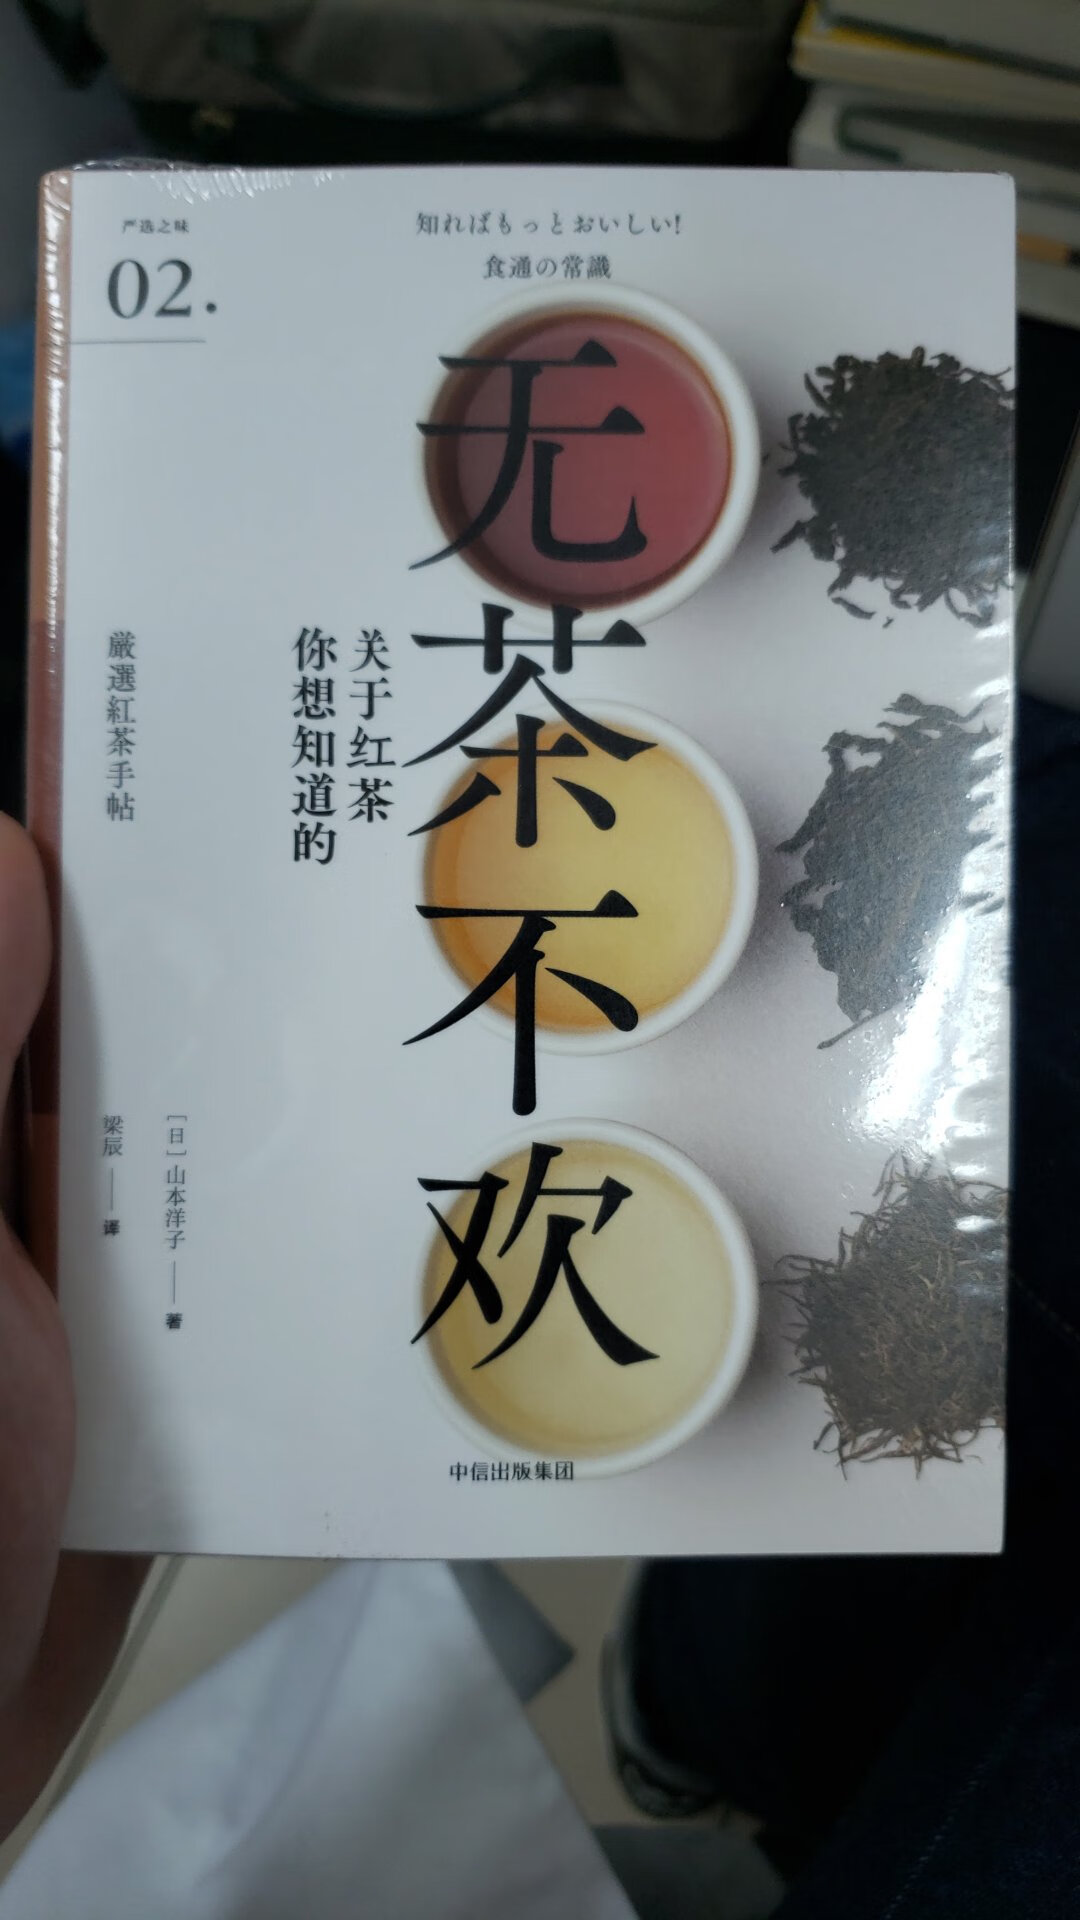 严选之味
02.
知ればもっとおいしい!
食通の常識
无茶不欢
关于红茶
你想知道的
厳選紅茶手帖
[日]山本洋子——著
梁辰——译
中信出版集团